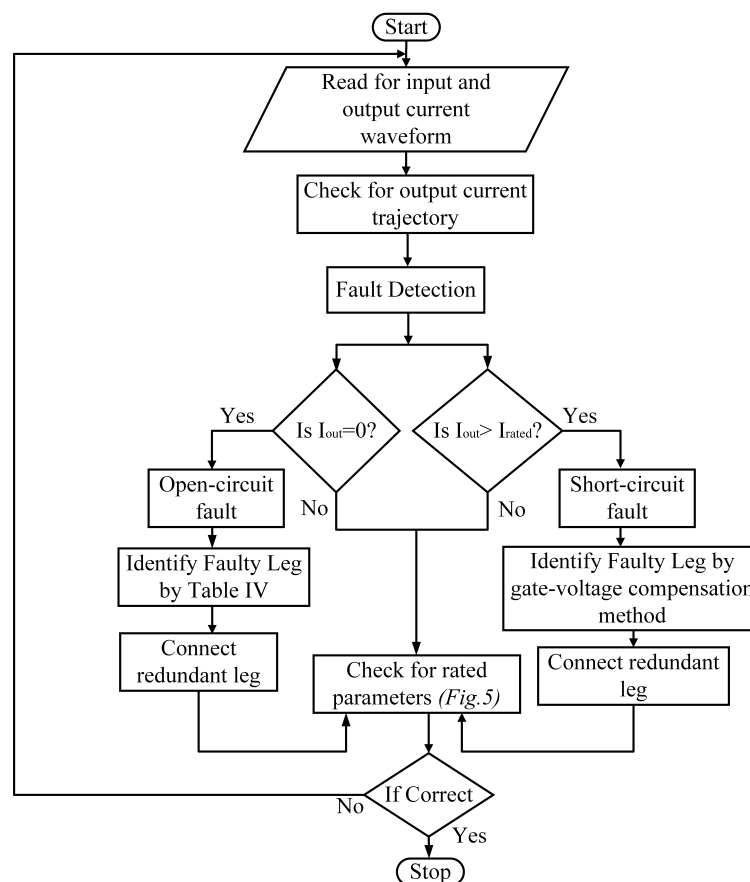 Start
Read for input and
output current
waveform
Check for output current
trajectory
Fault Detection
Yes
Is Iout=0?
Is Iout> Irated?
Yes
Open-circuit
fault
No
No
Short-circuit
fault
Identify Faulty Leg
by Table IV
Identify Faulty Leg by
gate-voltage compensation
method
Connect
redundant leg
Check for rated
parameters (Fig.5)
Connect redundant
leg
If Correct
No
Yes
Stop